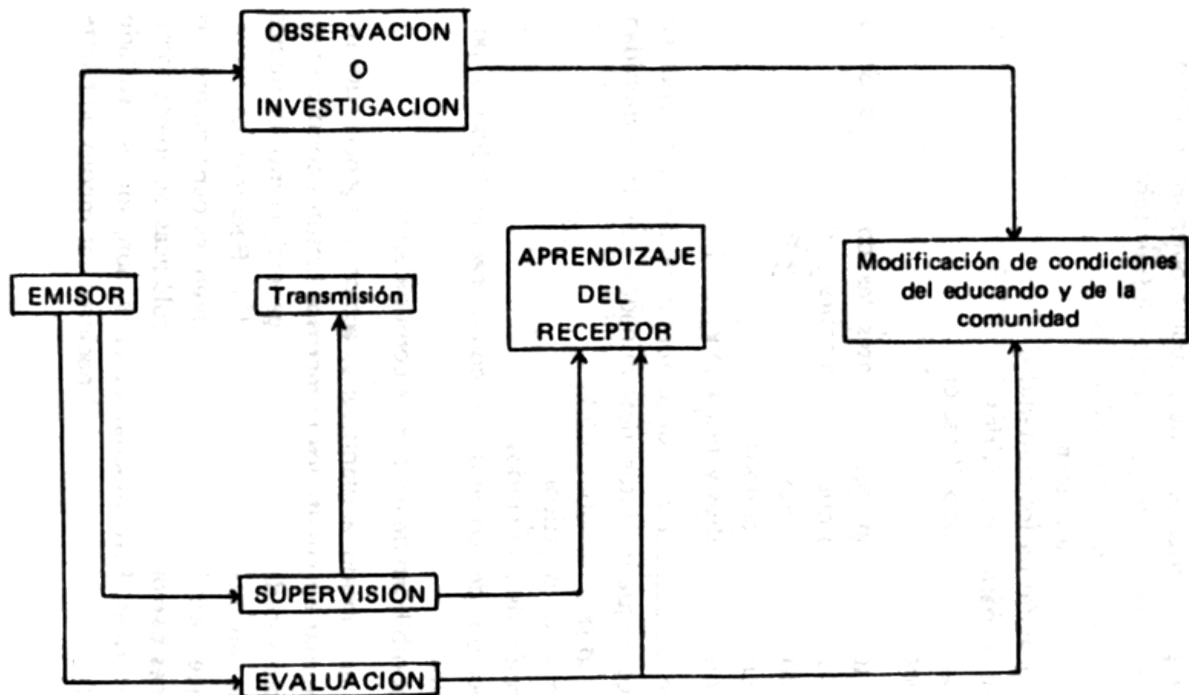 OBSERVACION
O
INVESTIGACION
EMISOR
Transmisión
APRENDIZAJE
DEL
RECEPTOR
Modificación de condiciones
del educando y de la
comunidad
SUPERVISION
EVALUACION